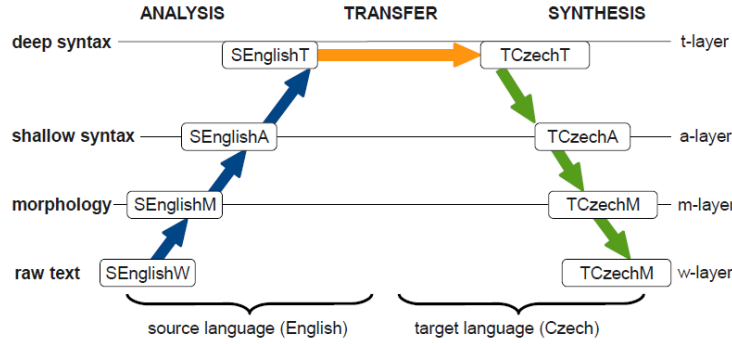 ANALYSIS TRANSFER SYNTHESIS
deep syntax SEnglishT TCzechT t-layer
shallow syntax SEnglishA TCzechA a-layer
morphology SEnglishM TCzechM m-layer
raw text SEnglishW TCzechM w-layer
source language (English) target language (Czech)